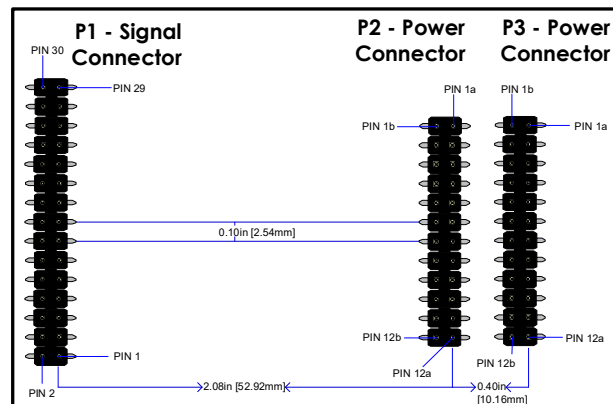 P1 - Signal
Connector
P2 - Power
Connector
P3 - Power
Connector
PIN 30
PIN 29
PIN 1a
PIN 1b
PIN 1b
PIN 1a
0.10in [2.54mm]
PIN 12b
PIN 12a
PIN 12b
PIN 12a
PIN 1
PIN 2
2.08in [52.92mm]
0.40in
[10.16mm]